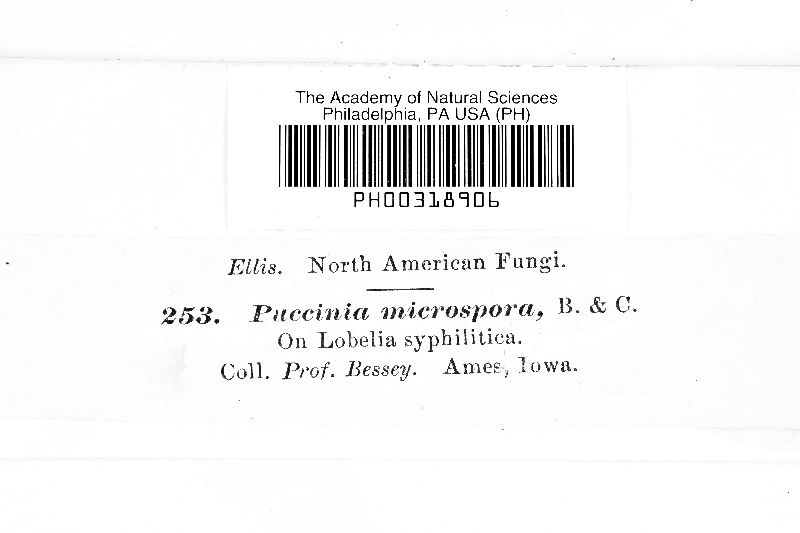 The Academy of Natural Sciences
Philadelphia, PA USA (PH)
PH00318906
Ellis. North American Fungi.
253. Puccinia microspora, B. & C.
On Lobelia syphilitica.
Coll. Prof. Bessey. Ames, Iowa.